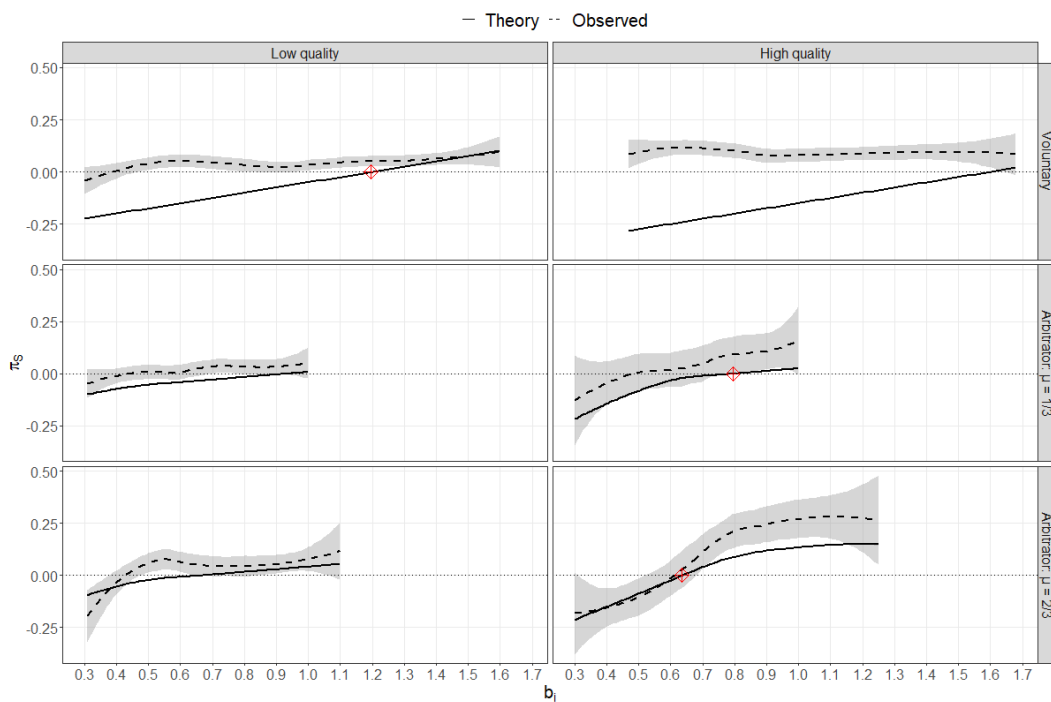 — Theory -- Observed
Low quality High quality
0.50
0.25
0.00
-0.25
Voluntary
0.50
0.25
0.00
-0.25
Arbitrator: μ = 1/3
0.50
0.25
0.00
-0.25
Arbitrator: μ = 2/3
πS
0.3 0.4 0.5 0.6 0.7 0.8 0.9 1.0 1.1 1.2 1.3 1.4 1.5 1.6 1.7 0.3 0.4 0.5 0.6 0.7 0.8 0.9 1.0 1.1 1.2 1.3 1.4 1.5 1.6 1.7
bi